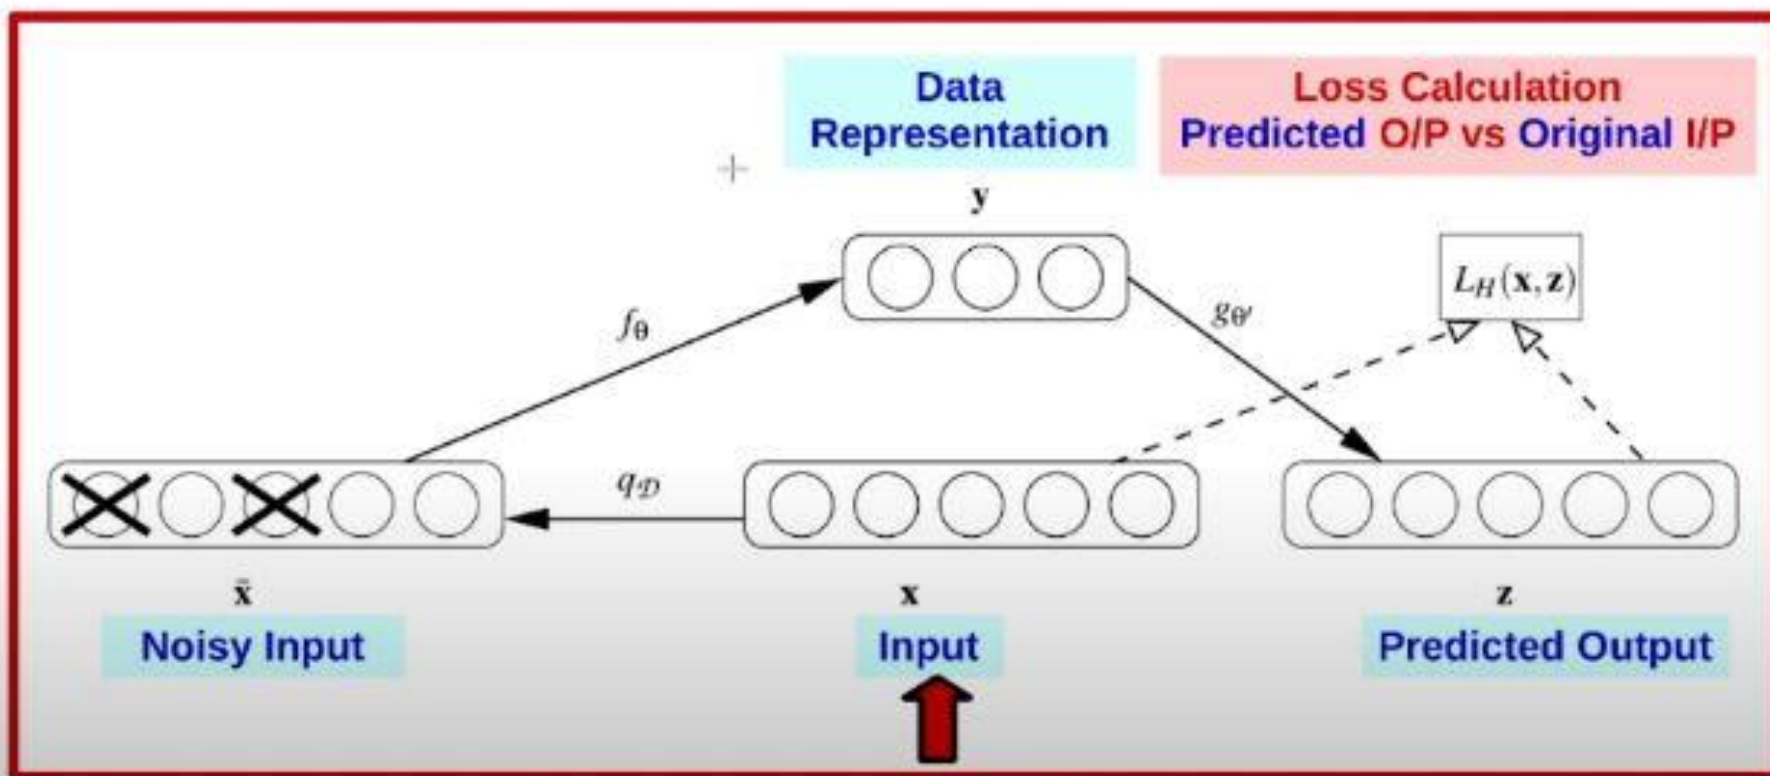 Data
Representation
Loss Calculation
Predicted O/P vs Original I/P
y
L_H(x, z)
f_θ
g_θ'
q_𝒟
x̃
x
z
Noisy Input
Input
Predicted Output